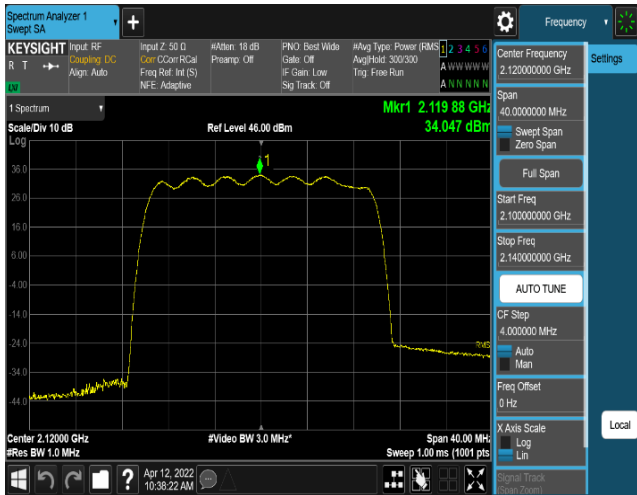 Spectrum Analyzer 1
Swept SA
Frequency
KEYSIGHT
R T
LXI
Input: RF
Coupling: DC
Align: Auto
Input Z: 50 Ω
Corr CCorr RCal
Freq Ref: Int (S)
NFE: Adaptive
#Atten: 18 dB
Preamp: Off
PNO: Best Wide
Gate: Off
IF Gain: Low
Sig Track: Off
#Avg Type: Power (RMS
Avg|Hold: 300/300
Trig: Free Run
1 2 3 4 5 6
A W W W W W
A N N N N N
1 Spectrum
Scale/Div 10 dB
Log
Ref Level 46.00 dBm
Mkr1 2.119 88 GHz
34.047 dBm
1
36.0
26.0
16.0
6.00
-4.00
-14.0
-24.0
-34.0
-44.0
RMS
Center 2.12000 GHz
#Res BW 1.0 MHz
#Video BW 3.0 MHz*
Span 40.00 MHz
Sweep 1.00 ms (1001 pts)
Apr 12, 2022
10:38:22 AM
?
Center Frequency
2.120000000 GHz
Span
40.0000000 MHz
Swept Span
Zero Span
Full Span
Start Freq
2.100000000 GHz
Stop Freq
2.140000000 GHz
AUTO TUNE
CF Step
4.000000 MHz
Auto
Man
Freq Offset
0 Hz
X Axis Scale
Log
Lin
Signal Track
(Span Zoom)
Settings
Local